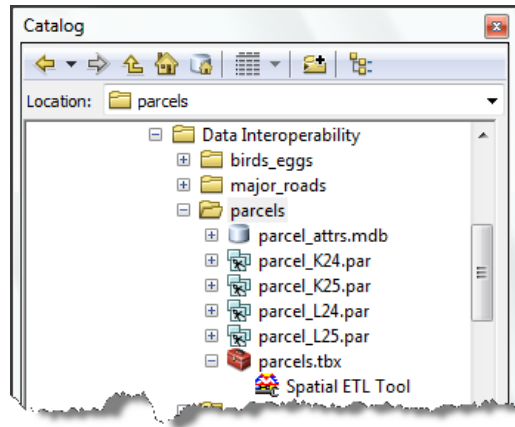 Catalog
Location: parcels
Data Interoperability
birds_eggs
major_roads
parcels
parcel_attrs.mdb
parcel_K24.par
parcel_K25.par
parcel_L24.par
parcel_L25.par
parcels.tbx
Spatial ETL Tool